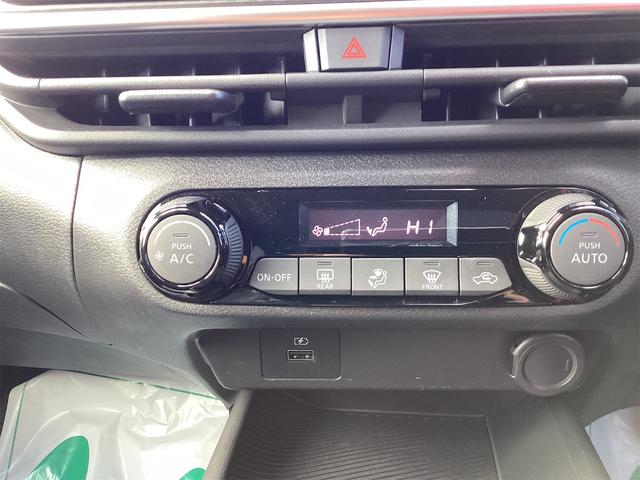 HI
PUSH
A/C
PUSH
AUTO
ON·OFF
REAR
FRONT